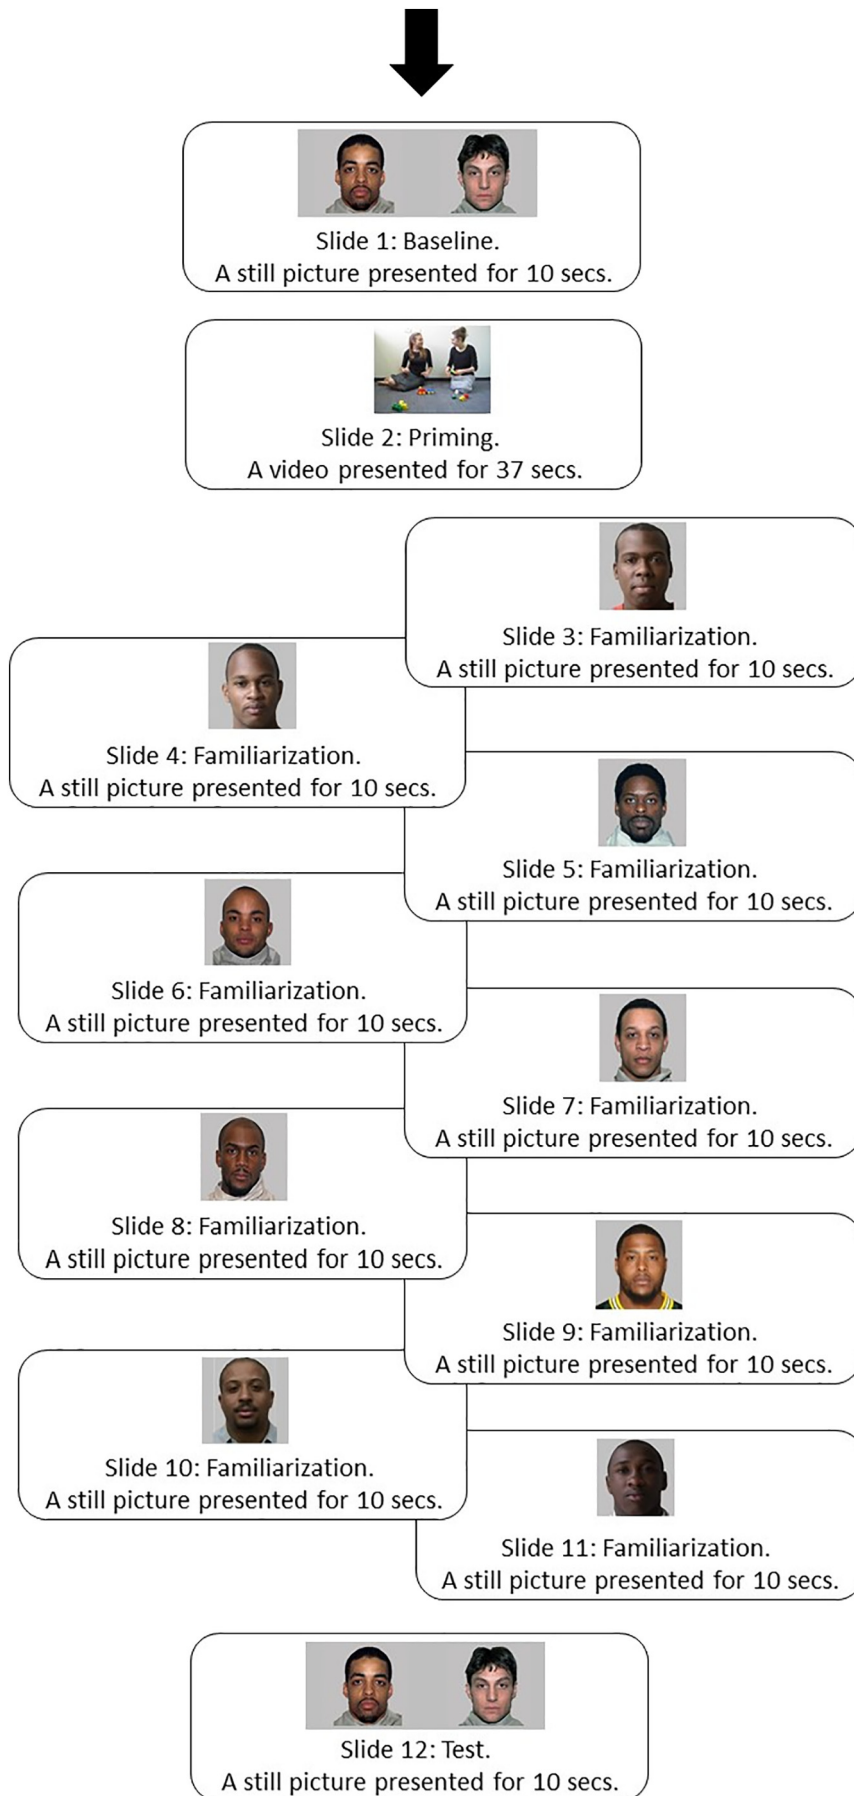 Slide 1: Baseline.
A still picture presented for 10 secs.
Slide 2: Priming.
A video presented for 37 secs.
Slide 3: Familiarization.
A still picture presented for 10 secs.
Slide 4: Familiarization.
A still picture presented for 10 secs.
Slide 5: Familiarization.
A still picture presented for 10 secs.
Slide 6: Familiarization.
A still picture presented for 10 secs.
Slide 7: Familiarization.
A still picture presented for 10 secs.
Slide 8: Familiarization.
A still picture presented for 10 secs.
Slide 9: Familiarization.
A still picture presented for 10 secs.
Slide 10: Familiarization.
A still picture presented for 10 secs.
Slide 11: Familiarization.
A still picture presented for 10 secs.
Slide 12: Test.
A still picture presented for 10 secs.